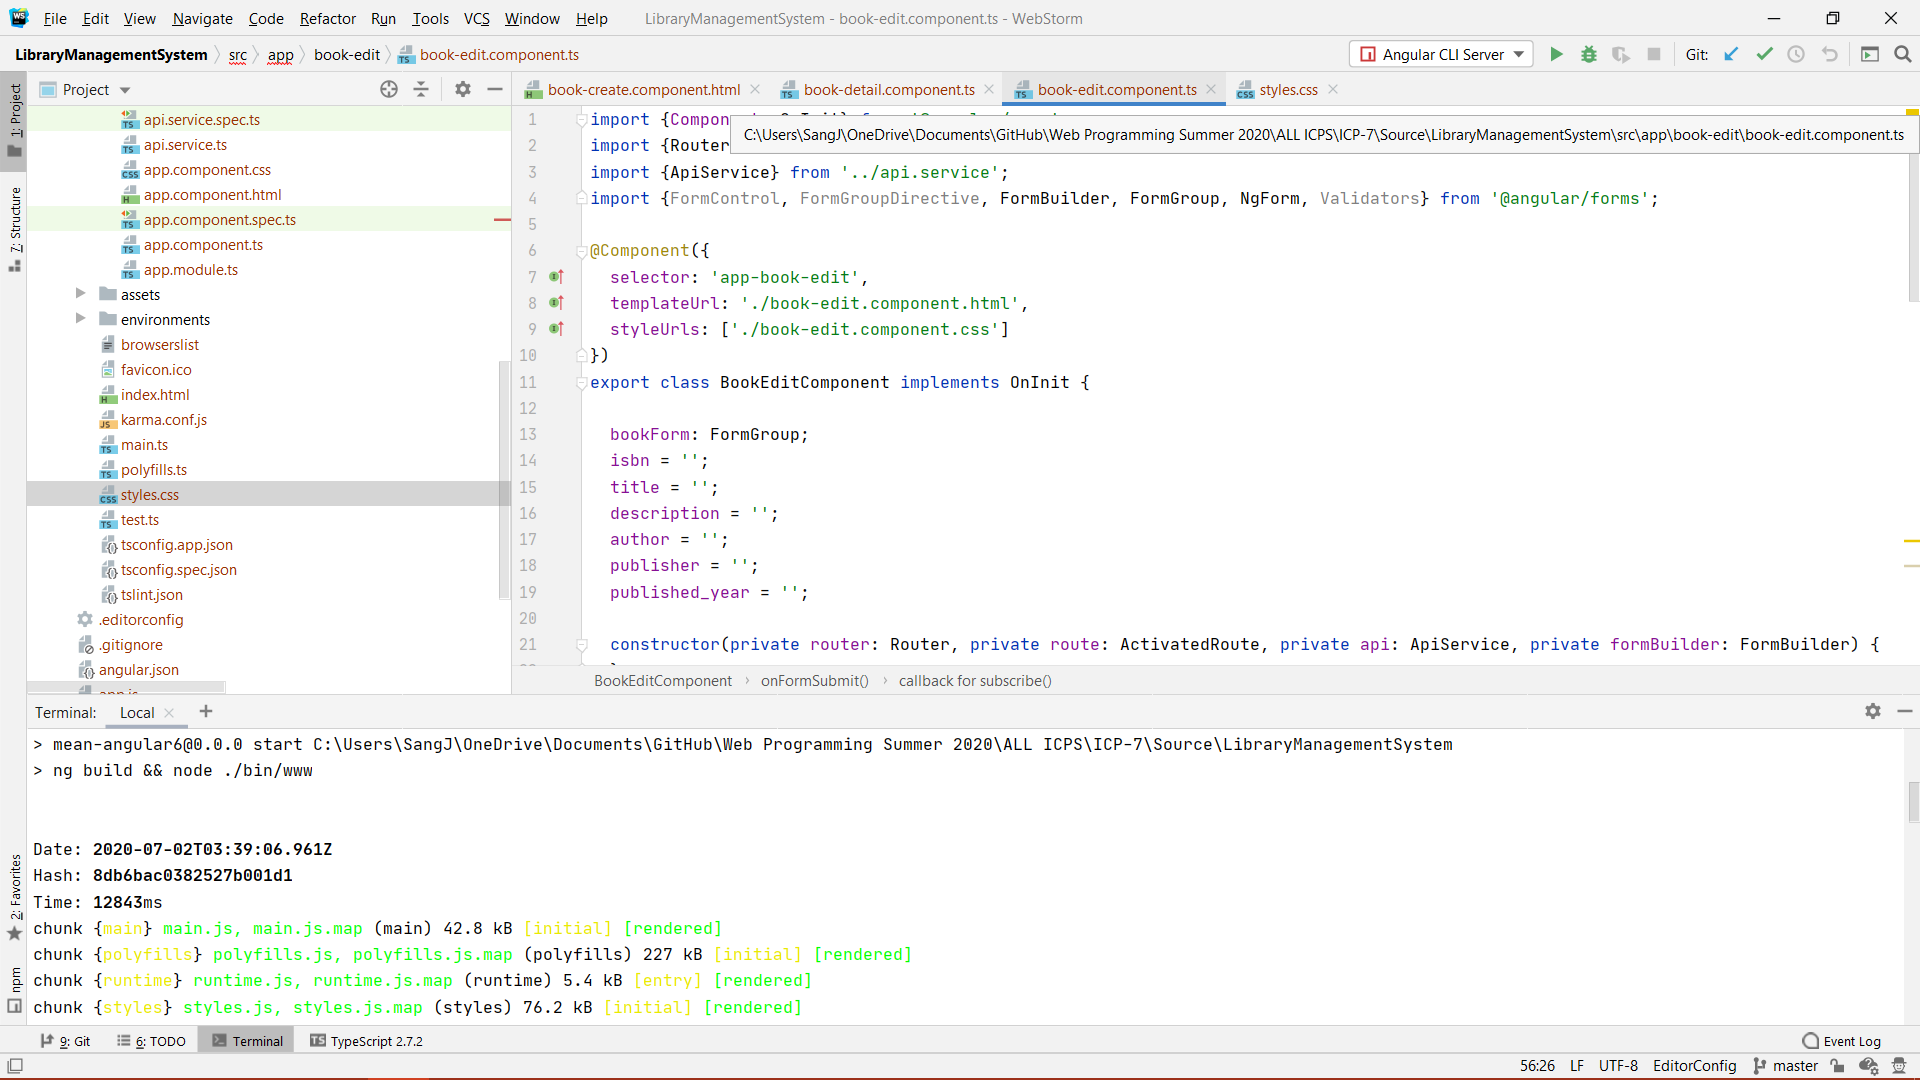 File Edit View Navigate Code Refactor Run Tools VCS Window Help LibraryManagementSystem - book-edit.component.ts - WebStorm
LibraryManagementSystem src app book-edit book-edit.component.ts Angular CLI Server Git:
1: Project
7: Structure
2: Favorites
npm
Project
api.service.spec.ts
api.service.ts
app.component.css
app.component.html
app.component.spec.ts
app.component.ts
app.module.ts
assets
environments
browserslist
favicon.ico
index.html
karma.conf.js
main.ts
polyfills.ts
styles.css
test.ts
tsconfig.app.json
tsconfig.spec.json
tslint.json
.editorconfig
.gitignore
angular.json
book-create.component.html book-detail.component.ts book-edit.component.ts styles.css
C:\Users\SangJ\OneDrive\Documents\GitHub\Web Programming Summer 2020\ALL ICPS\ICP-7\Source\LibraryManagementSystem\src\app\book-edit\book-edit.component.ts
1 import {Compon
2 import {Router
3 import {ApiService} from '../api.service';
4 import {FormControl, FormGroupDirective, FormBuilder, FormGroup, NgForm, Validators} from '@angular/forms';
5
6 @Component({
7 selector: 'app-book-edit',
8 templateUrl: './book-edit.component.html',
9 styleUrls: ['./book-edit.component.css']
10 })
11 export class BookEditComponent implements OnInit {
12
13 bookForm: FormGroup;
14 isbn = '';
15 title = '';
16 description = '';
17 author = '';
18 publisher = '';
19 published_year = '';
20
21 constructor(private router: Router, private route: ActivatedRoute, private api: ApiService, private formBuilder: FormBuilder) {
BookEditComponent › onFormSubmit() › callback for subscribe()
Terminal: Local
> mean-angular6@0.0.0 start C:\Users\SangJ\OneDrive\Documents\GitHub\Web Programming Summer 2020\ALL ICPS\ICP-7\Source\LibraryManagementSystem
> ng build && node ./bin/www
Date: 2020-07-02T03:39:06.961Z
Hash: 8db6bac0382527b001d1
Time: 12843ms
chunk {main} main.js, main.js.map (main) 42.8 kB [initial] [rendered]
chunk {polyfills} polyfills.js, polyfills.js.map (polyfills) 227 kB [initial] [rendered]
chunk {runtime} runtime.js, runtime.js.map (runtime) 5.4 kB [entry] [rendered]
chunk {styles} styles.js, styles.js.map (styles) 76.2 kB [initial] [rendered]
9: Git 6: TODO Terminal TypeScript 2.7.2 Event Log
56:26 LF UTF-8 EditorConfig master